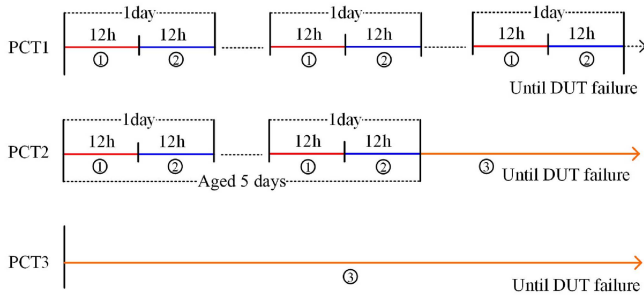 1day 1day 1day
12h 12h 12h 12h 12h 12h
PCT1
① ② ① ② ① ②
Until DUT failure
1day 1day
12h 12h 12h 12h
PCT2
① ② ① ② ③
Until DUT failure
Aged 5 days
PCT3
③
Until DUT failure